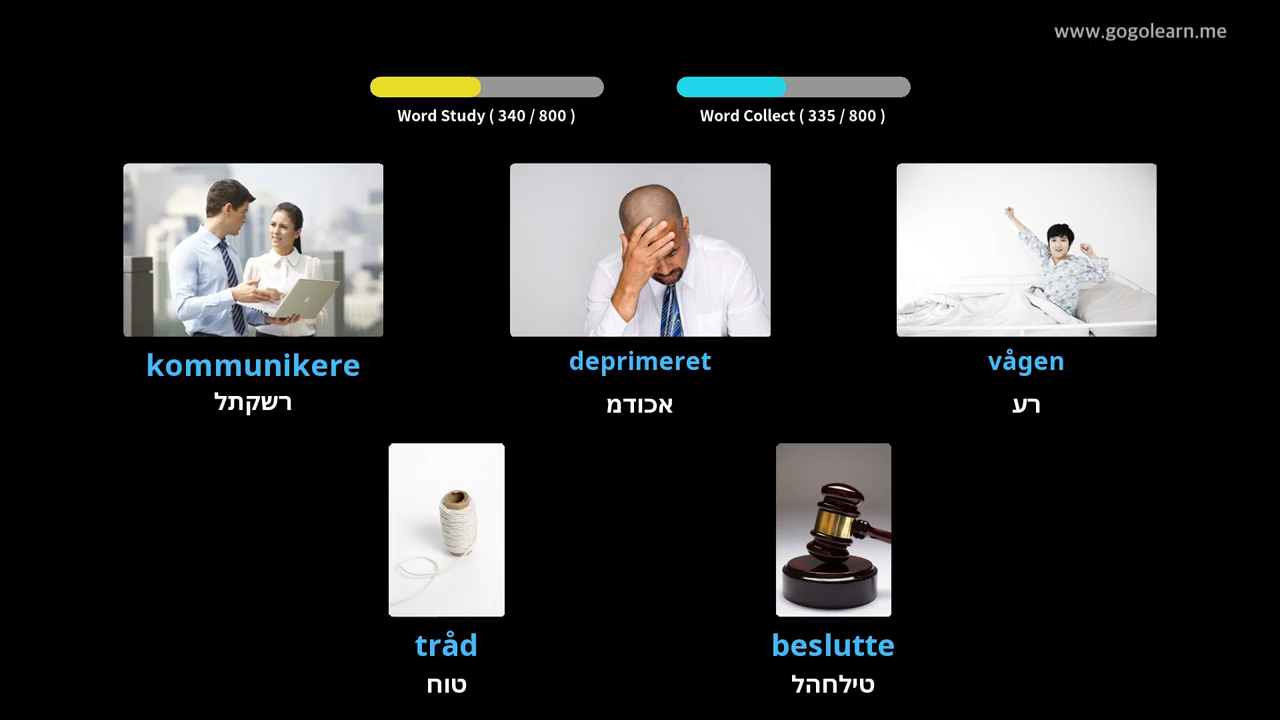 www.gogolearn.me
Word Study ( 340 / 800 )
Word Collect ( 335 / 800 )
kommunikere
רשקתל
deprimeret
אכודמ
vågen
רע
tråd
טוח
beslutte
טילחהל